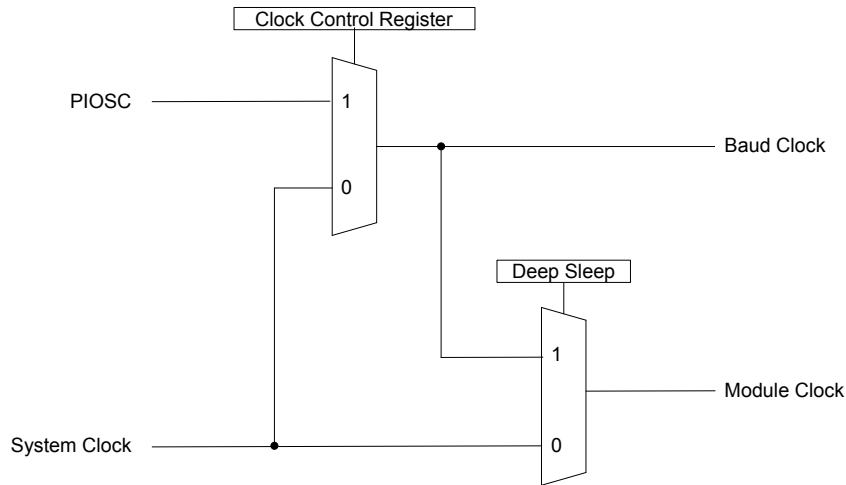 Clock Control Register
PIOSC
1
Baud Clock
0
Deep Sleep
1
Module Clock
System Clock
0